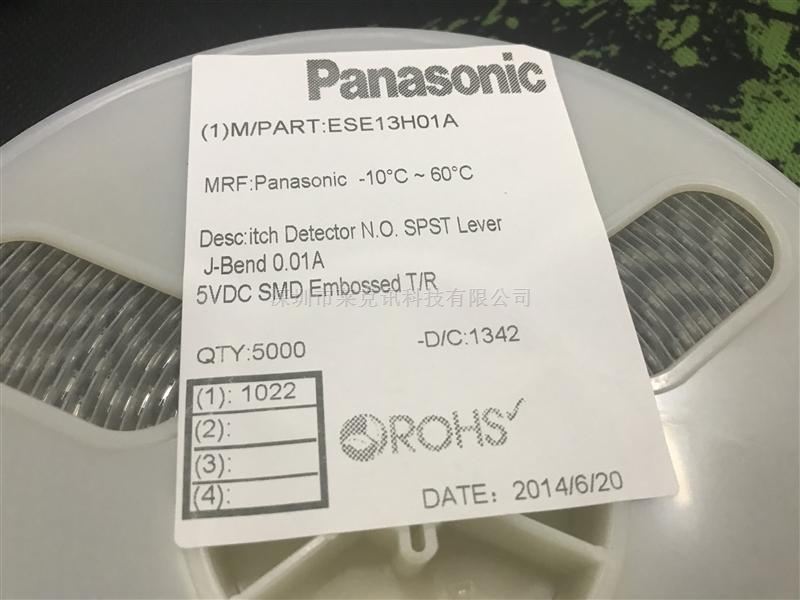 Panasonic
(1)M/PART:ESE13H01A
MRF:Panasonic -10°C ~ 60°C
Desc:itch Detector N.O. SPST Lever
J-Bend 0.01A
5VDC SMD Embossed T/R
深圳市莱克讯科技有限公司
QTY:5000 -D/C:1342
(1): 1022
(2):
(3):
(4):
ROHS
DATE: 2014/6/20